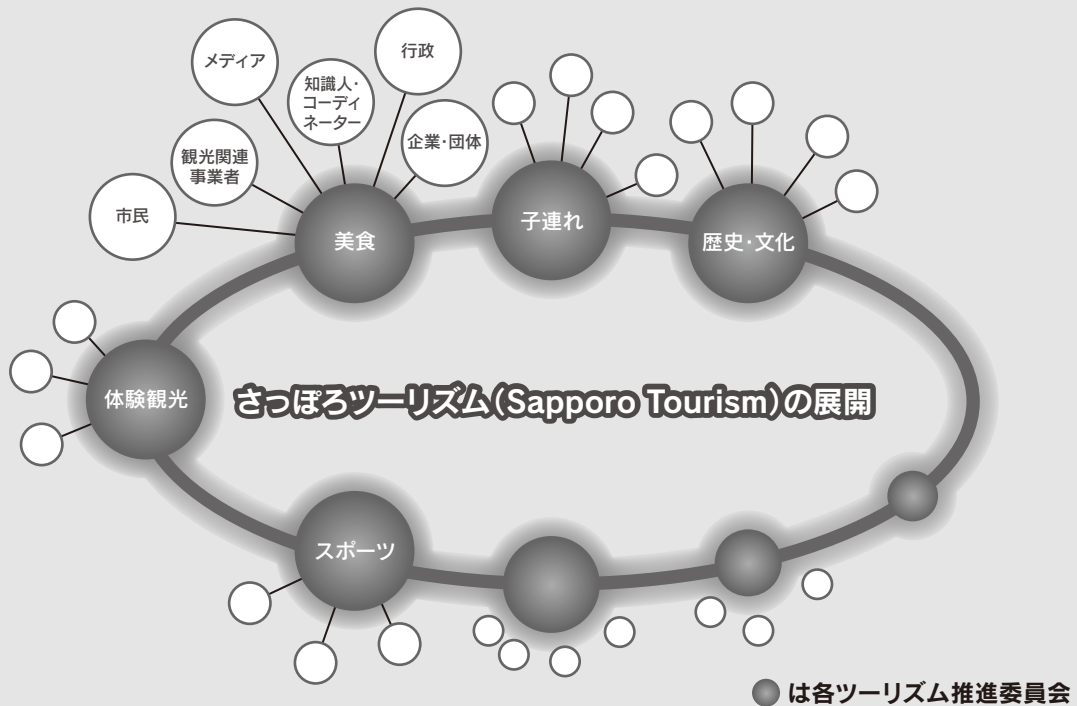 メディア
行政
知識人・
コーディ
ネーター
企業・団体
観光関連
事業者
市民
美食
子連れ
歴史・文化
体験観光
さっぽろツーリズム(Sapporo Tourism)の展開
スポーツ
は各ツーリズム推進委員会